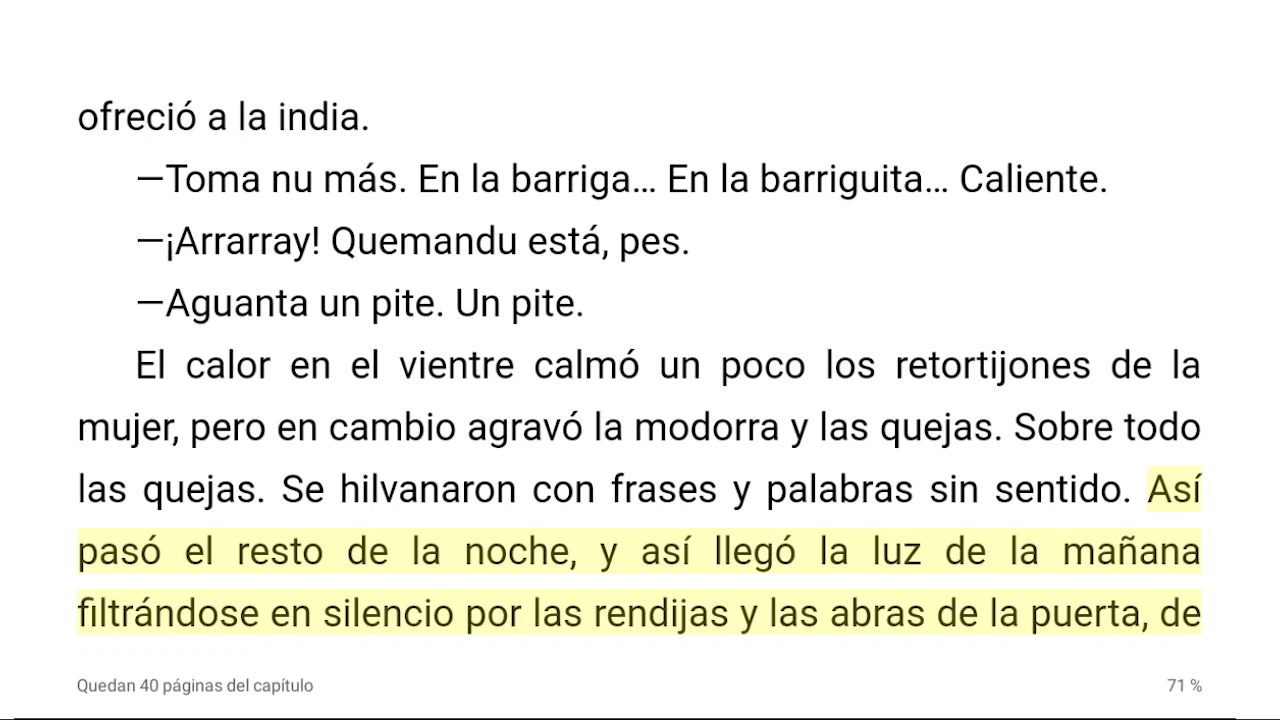 ofreció a la india.
—Toma nu más. En la barriga... En la barriguita... Caliente.
—¡Arrarray! Quemandu está, pes.
—Aguanta un pite. Un pite.
El calor en el vientre calmó un poco los retortijones de la
mujer, pero en cambio agravó la modorra y las quejas. Sobre todo
las quejas. Se hilvanaron con frases y palabras sin sentido. Así
pasó el resto de la noche, y así llegó la luz de la mañana
filtrándose en silencio por las rendijas y las abras de la puerta, de
Quedan 40 páginas del capítulo
71 %